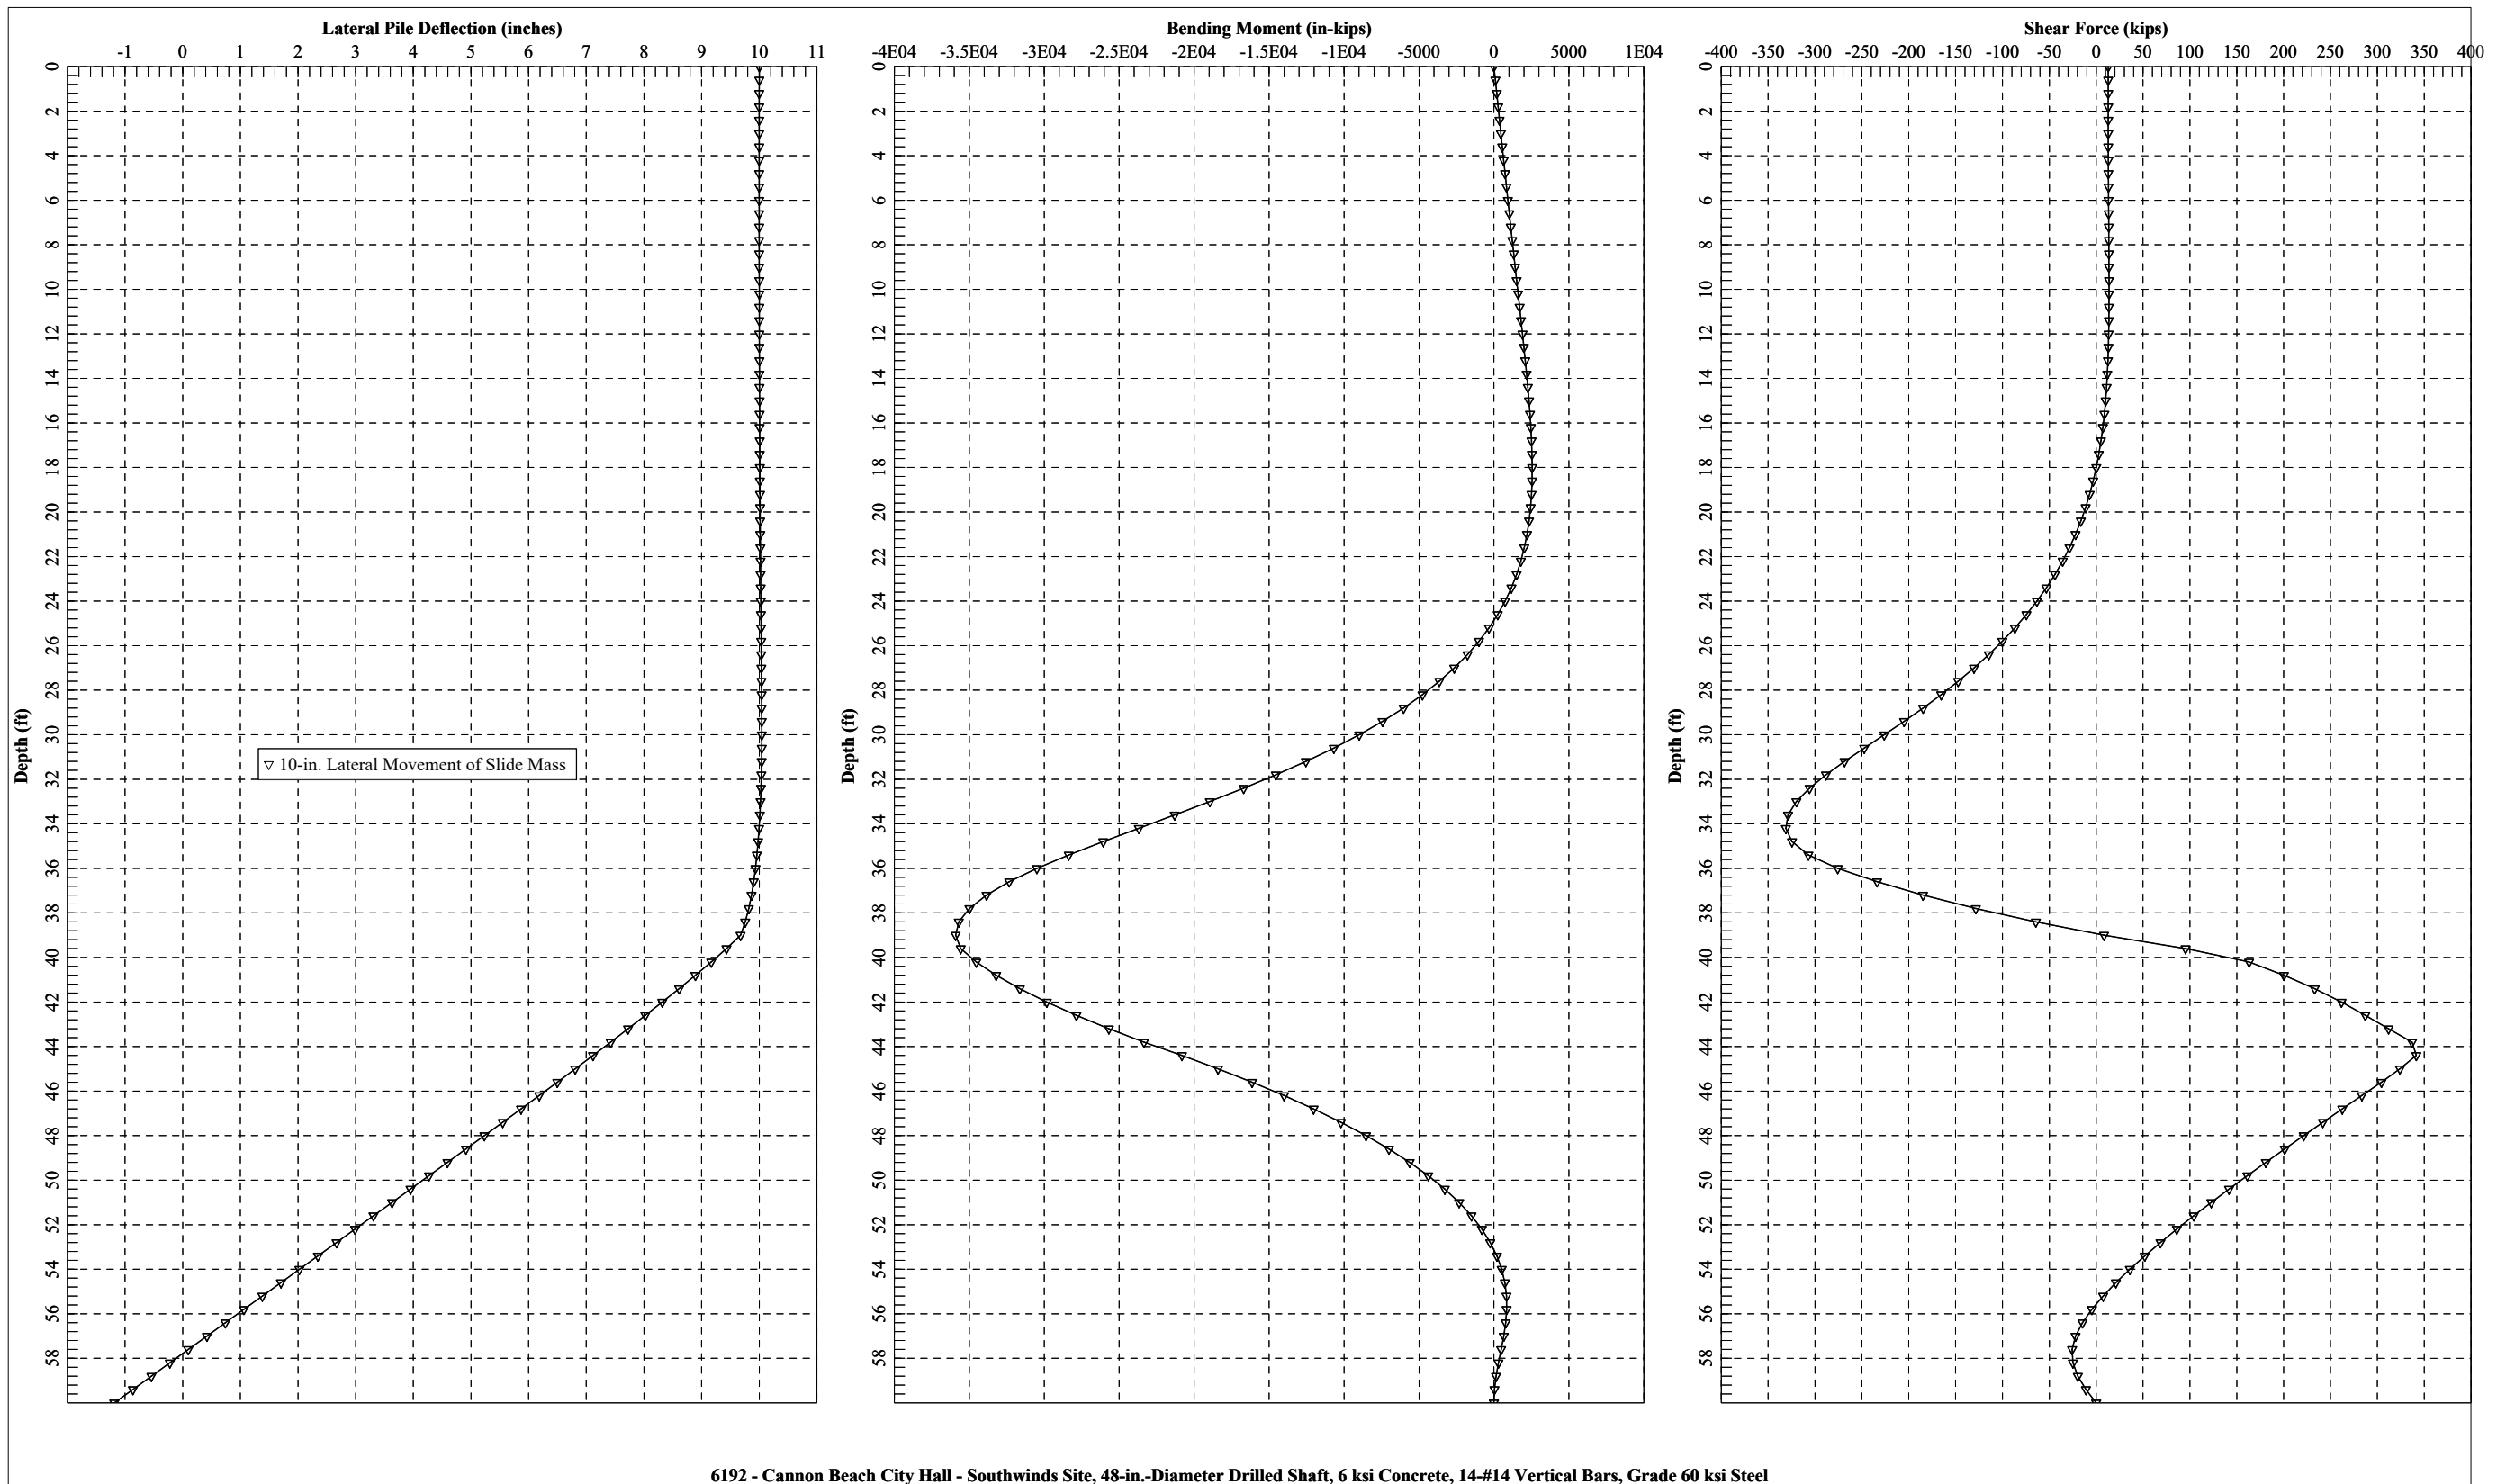 Lateral Pile Deflection (inches)
-1 0 1 2 3 4 5 6 7 8 9 10 11
0 2 4 6 8 10 12 14 16 18 20 22 24 26 28 30 32 34 36 38 40 42 44 46 48 50 52 54 56 58
Depth (ft)
▽ 10-in. Lateral Movement of Slide Mass
Bending Moment (in-kips)
-4E04 -3.5E04 -3E04 -2.5E04 -2E04 -1.5E04 -1E04 -5000 0 5000 1E04
0 2 4 6 8 10 12 14 16 18 20 22 24 26 28 30 32 34 36 38 40 42 44 46 48 50 52 54 56 58
Depth (ft)
Shear Force (kips)
-400 -350 -300 -250 -200 -150 -100 -50 0 50 100 150 200 250 300 350 400
0 2 4 6 8 10 12 14 16 18 20 22 24 26 28 30 32 34 36 38 40 42 44 46 48 50 52 54 56 58
Depth (ft)
6192 - Cannon Beach City Hall - Southwinds Site, 48-in.-Diameter Drilled Shaft, 6 ksi Concrete, 14-#14 Vertical Bars, Grade 60 ksi Steel